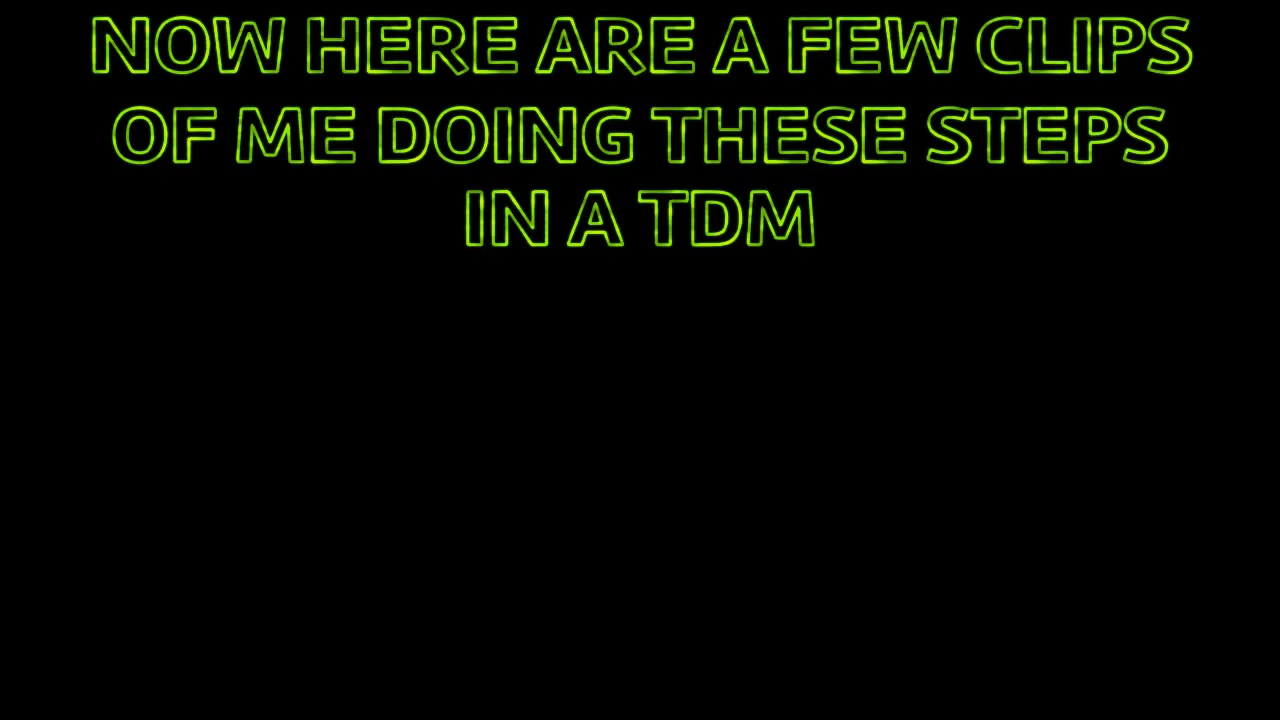 NOW HERE ARE A FEW CLIPS
OF ME DOING THESE STEPS
IN A TDM